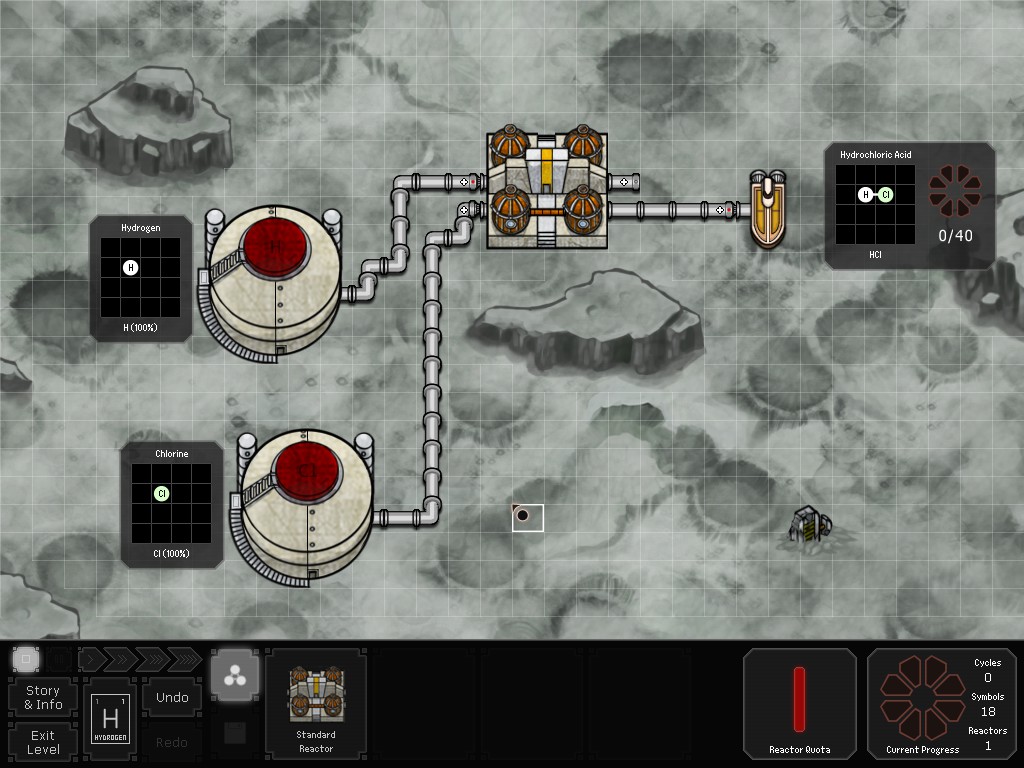 Hydrochloric Acid
H Cl
0/40
HCl
Hydrogen
H
H (100%)
Chlorine
Cl
Cl (100%)
Story
& Info
Exit
Level
1 1
H
HYDROGEN
Undo
Redo
Standard
Reactor
Reactor Quota
Current Progress
Cycles
0
Symbols
18
Reactors
1